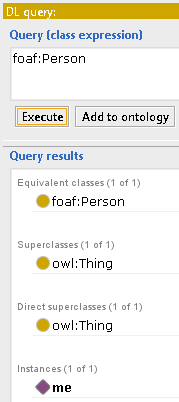 DL query:
Query (class expression)
foaf:Person
Execute Add to ontology
Query results
Equivalent classes (1 of 1)
foaf:Person
Superclasses (1 of 1)
owl:Thing
Direct superclasses (1 of 1)
owl:Thing
Instances (1 of 1)
me